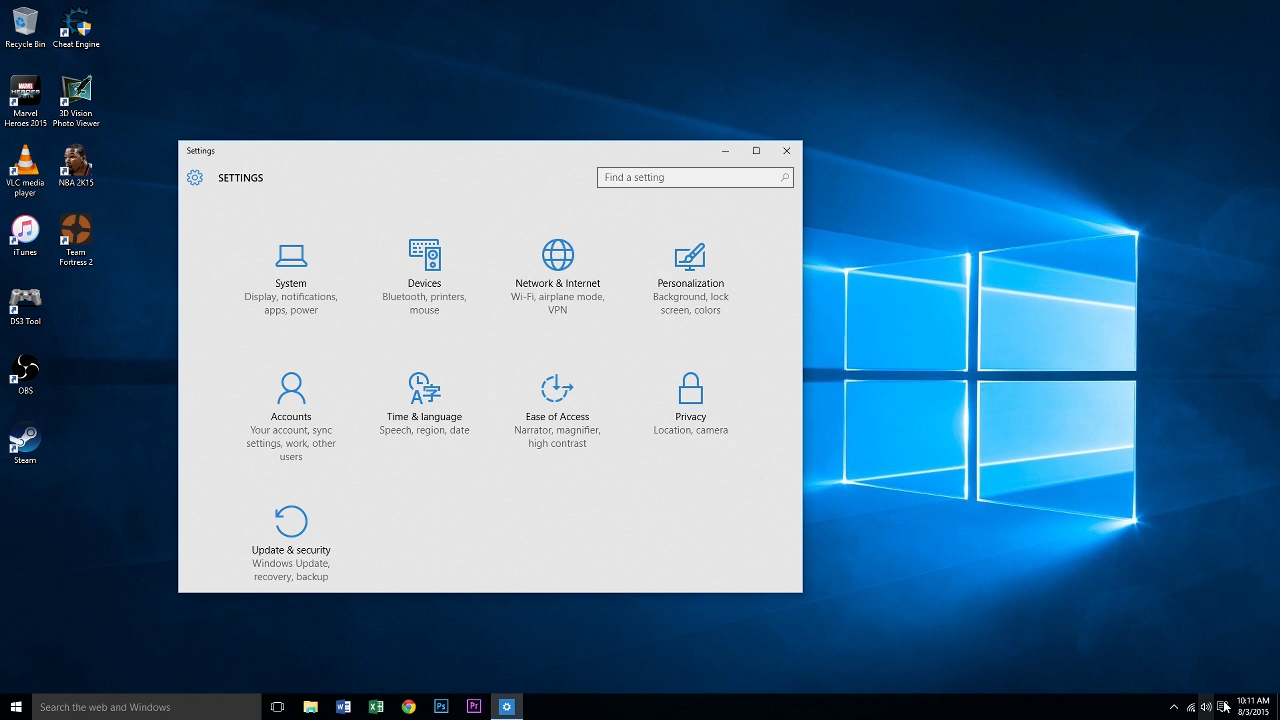 Recycle Bin
Cheat Engine
MARVEL
HEROES
Marvel
Heroes 2015
3D Vision
Photo Viewer
VLC media
player
NBA 2K15
iTunes
Team
Fortress 2
DS3 Tool
OBS
Steam
Settings
SETTINGS
Find a setting
System
Display, notifications,
apps, power
Devices
Bluetooth, printers,
mouse
Network & Internet
Wi-Fi, airplane mode,
VPN
Personalization
Background, lock
screen, colors
Accounts
Your account, sync
settings, work, other
users
Time & language
Speech, region, date
Ease of Access
Narrator, magnifier,
high contrast
Privacy
Location, camera
Update & security
Windows Update,
recovery, backup
Search the web and Windows
Ps
Pr
10:11 AM
8/3/2015